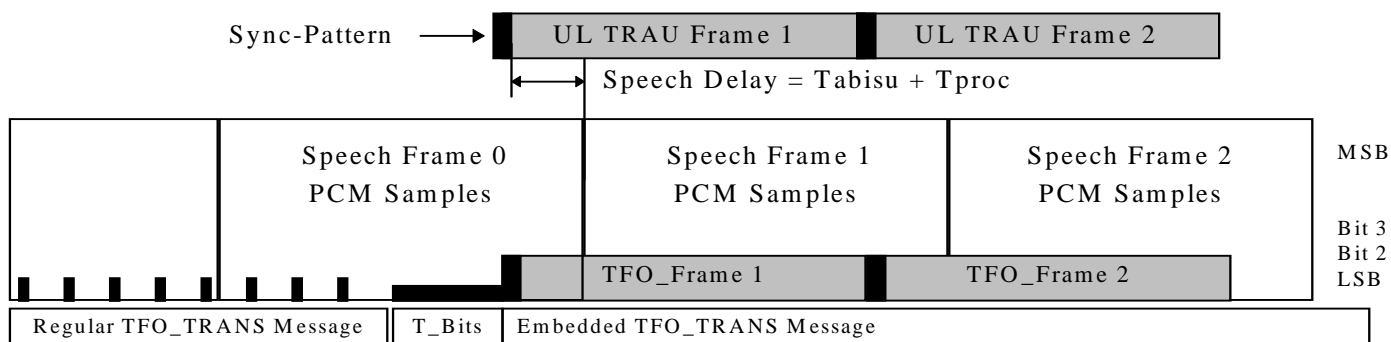 Sync-Pattern
UL TRAU Frame 1
UL TRAU Frame 2
Speech Delay = Tabisu + Tproc
Speech Frame 0
PCM Samples
Speech Frame 1
PCM Samples
Speech Frame 2
PCM Samples
MSB
Bit 3
Bit 2
LSB
TFO_Frame 1
TFO_Frame 2
Regular TFO_TRANS Message
T_Bits
Embedded TFO_TRANS Message